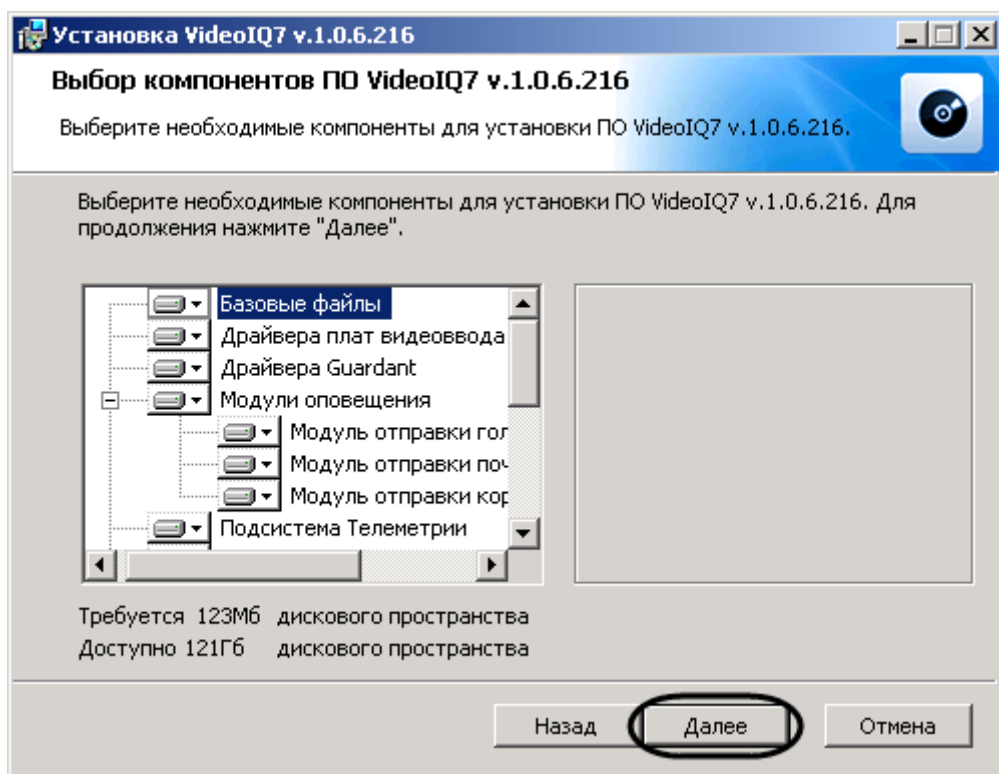 Установка VideoIQ7 v.1.0.6.216
Выбор компонентов ПО VideoIQ7 v.1.0.6.216
Выберите необходимые компоненты для установки ПО VideoIQ7 v.1.0.6.216.
Выберите необходимые компоненты для установки ПО VideoIQ7 v.1.0.6.216. Для
продолжения нажмите "Далее".
Базовые файлы
Драйвера плат видеоввода
Драйвера Guardant
Модули оповещения
Модуль отправки гол
Модуль отправки поч
Модуль отправки кор
Подсистема Телеметрии
Требуется 123Мб дискового пространства
Доступно 121Гб дискового пространства
Назад Далее Отмена